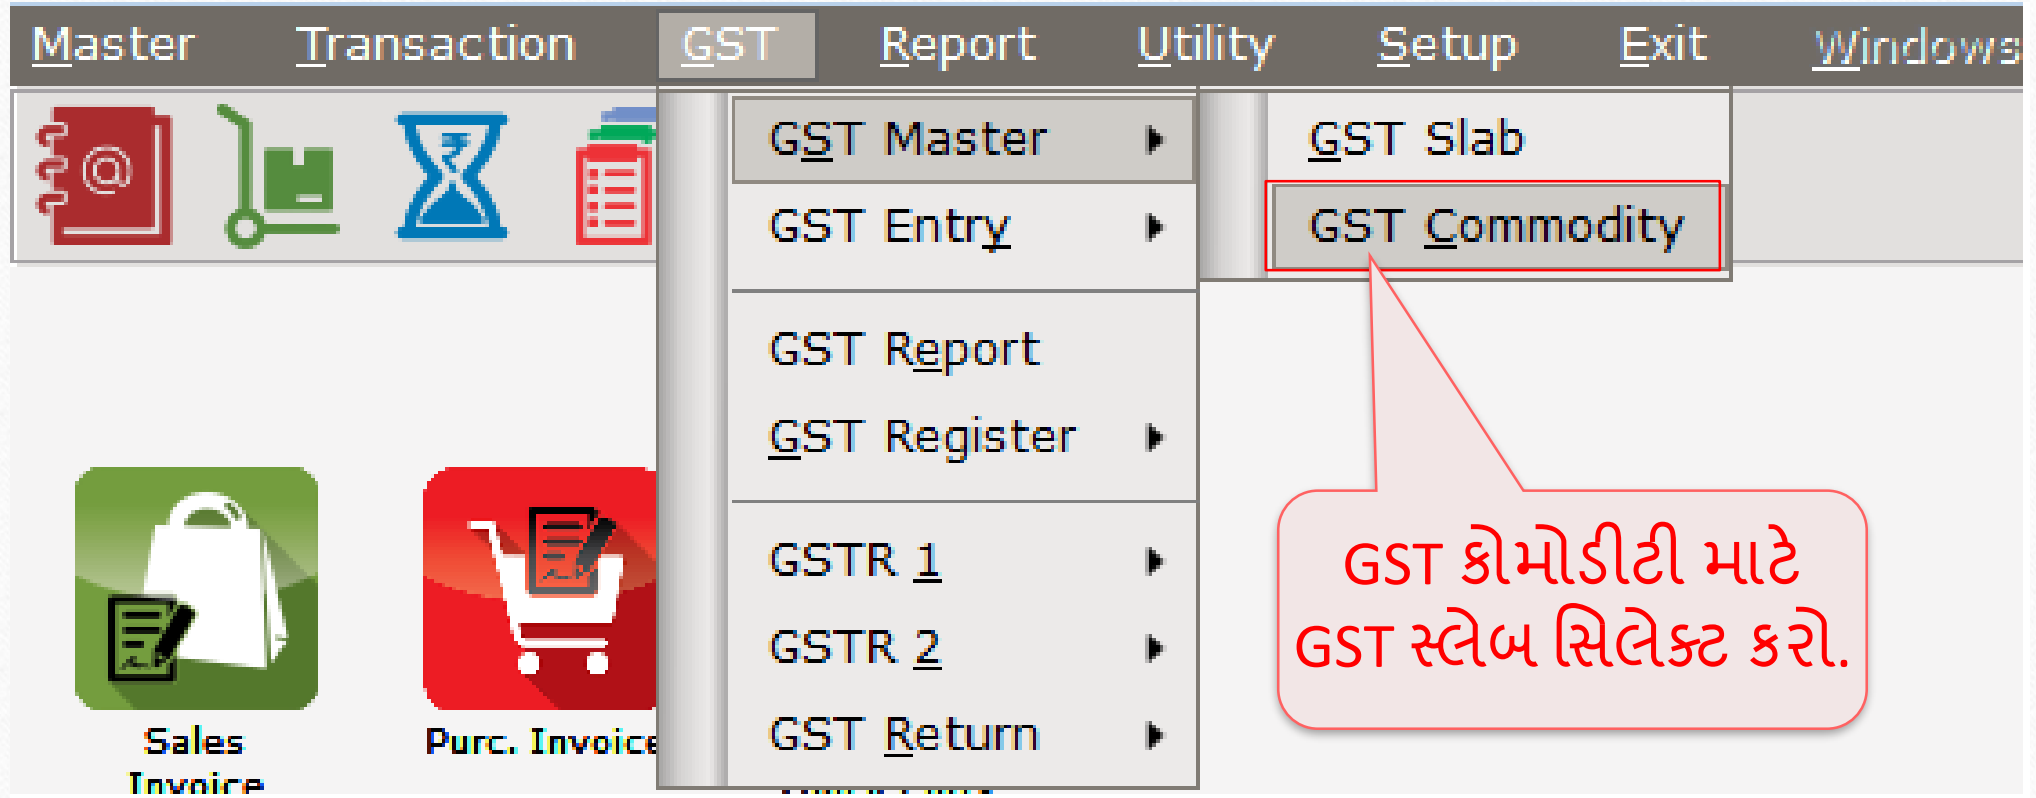 Master Transaction GST Report Utility Setup Exit Windows
GST Master
GST Entry
GST Report
GST Register
GSTR 1
GSTR 2
GST Return
GST Slab
GST Commodity
GST કોમોડીટી માટે
GST સ્લેબ સિલેક્ટ કરો.
Sales
Invoice
Purc. Invoice